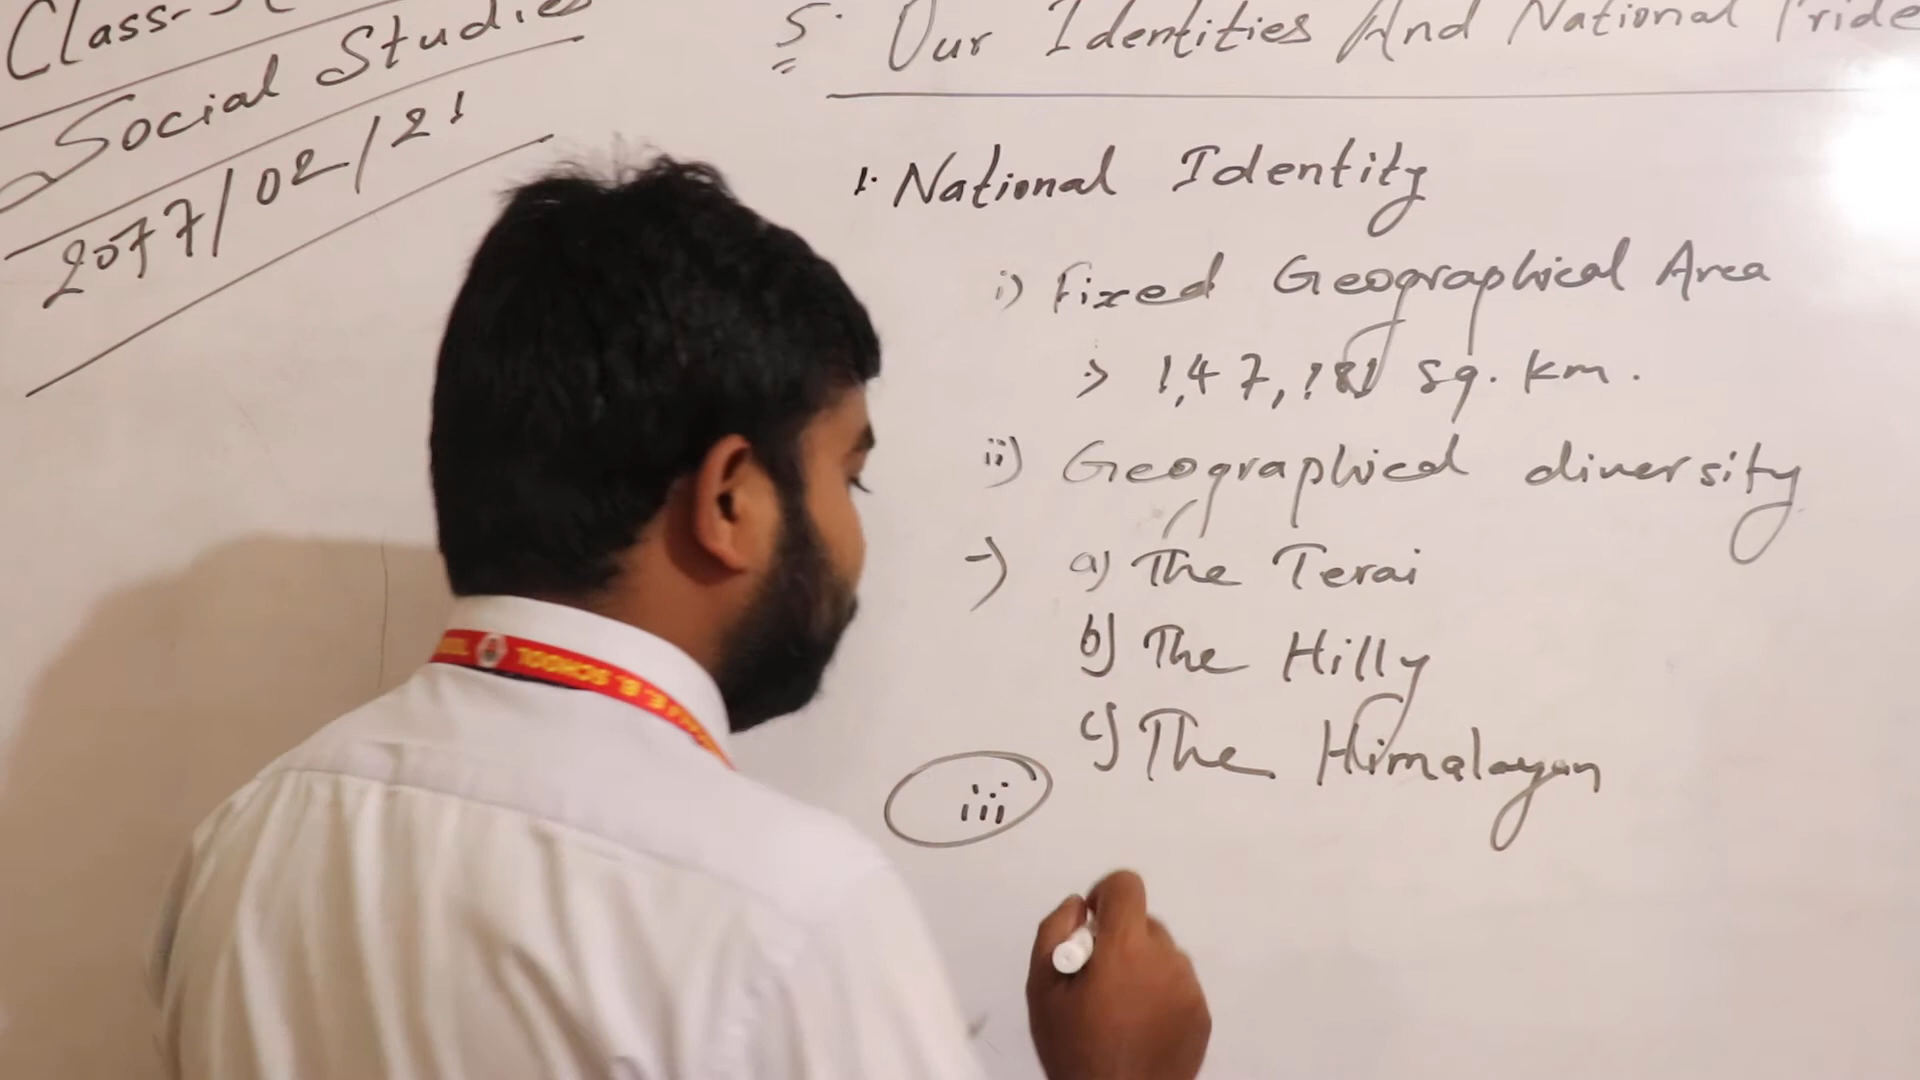 Class-
Social Studies
2077/02/21
5. Our Identities And National Pride
1. National Identity
i) Fixed Geographical Area
> 1,47,181 sq. km.
ii) Geographical diversity
-) a) The Terai
b) The Hilly
c) The Himalayan
iii
E. B. SCHOOL